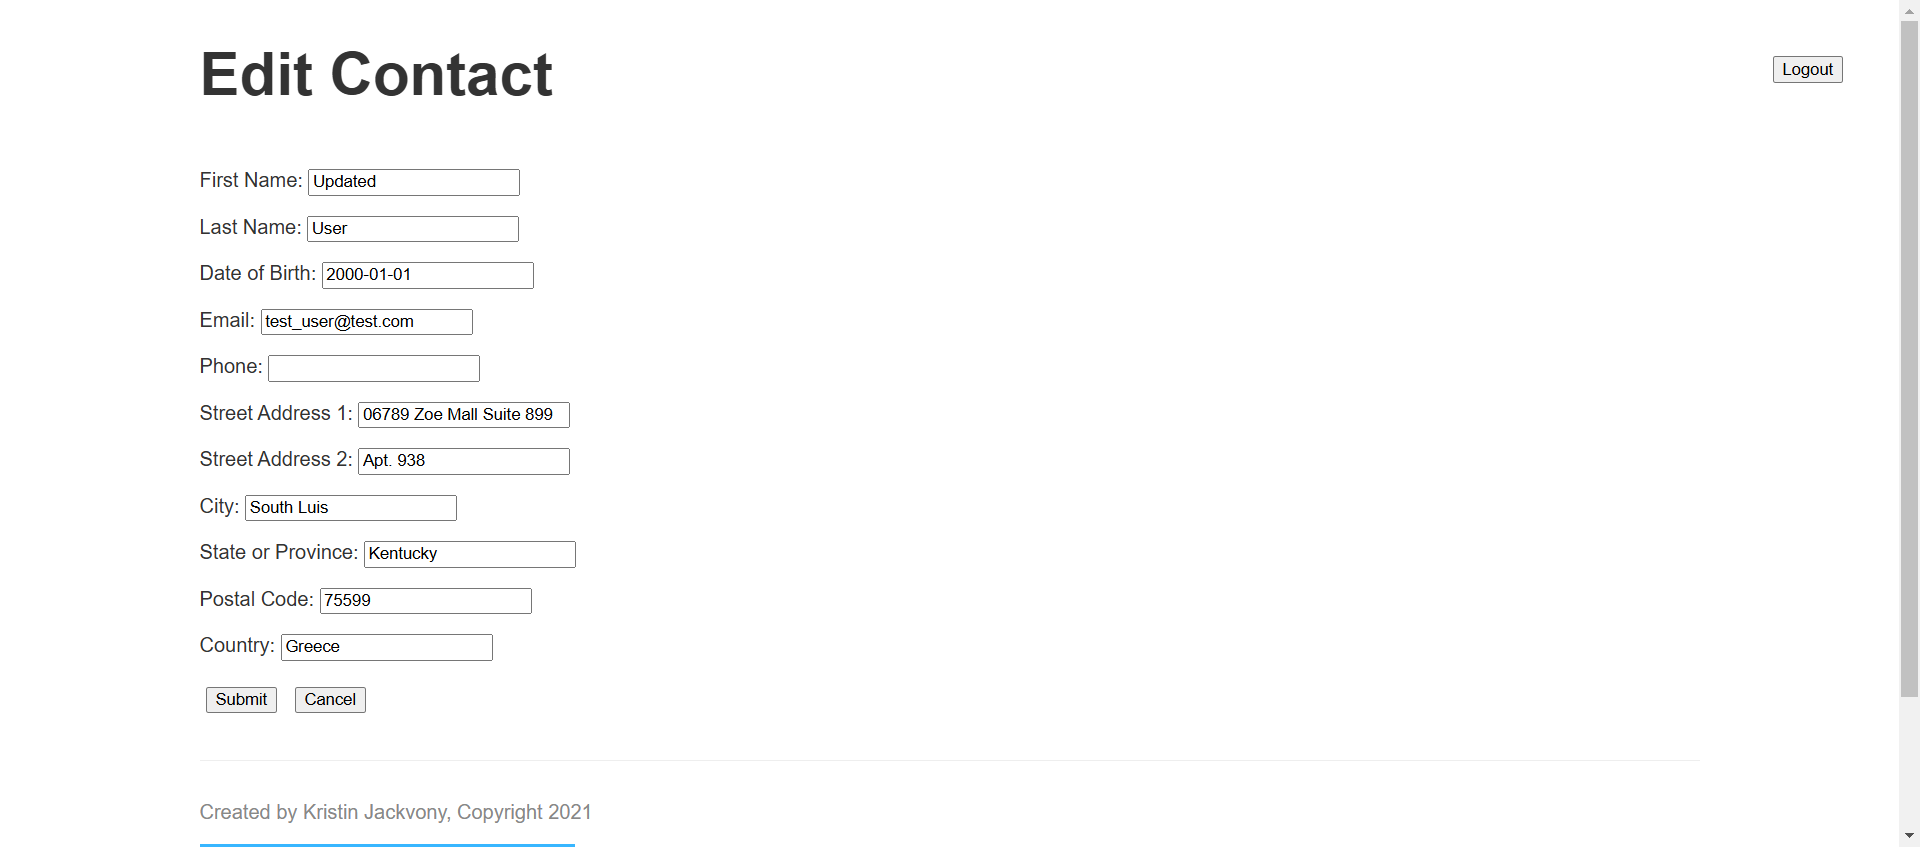 Edit Contact
Logout
First Name: Updated
Last Name: User
Date of Birth: 2000-01-01
Email: test_user@test.com
Phone:
Street Address 1: 06789 Zoe Mall Suite 899
Street Address 2: Apt. 938
City: South Luis
State or Province: Kentucky
Postal Code: 75599
Country: Greece
Submit Cancel
Created by Kristin Jackvony, Copyright 2021